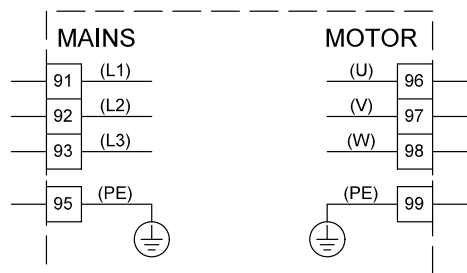 MAINS MOTOR
91 (L1) (U) 96
92 (L2) (V) 97
93 (L3) (W) 98
95 (PE) (PE) 99